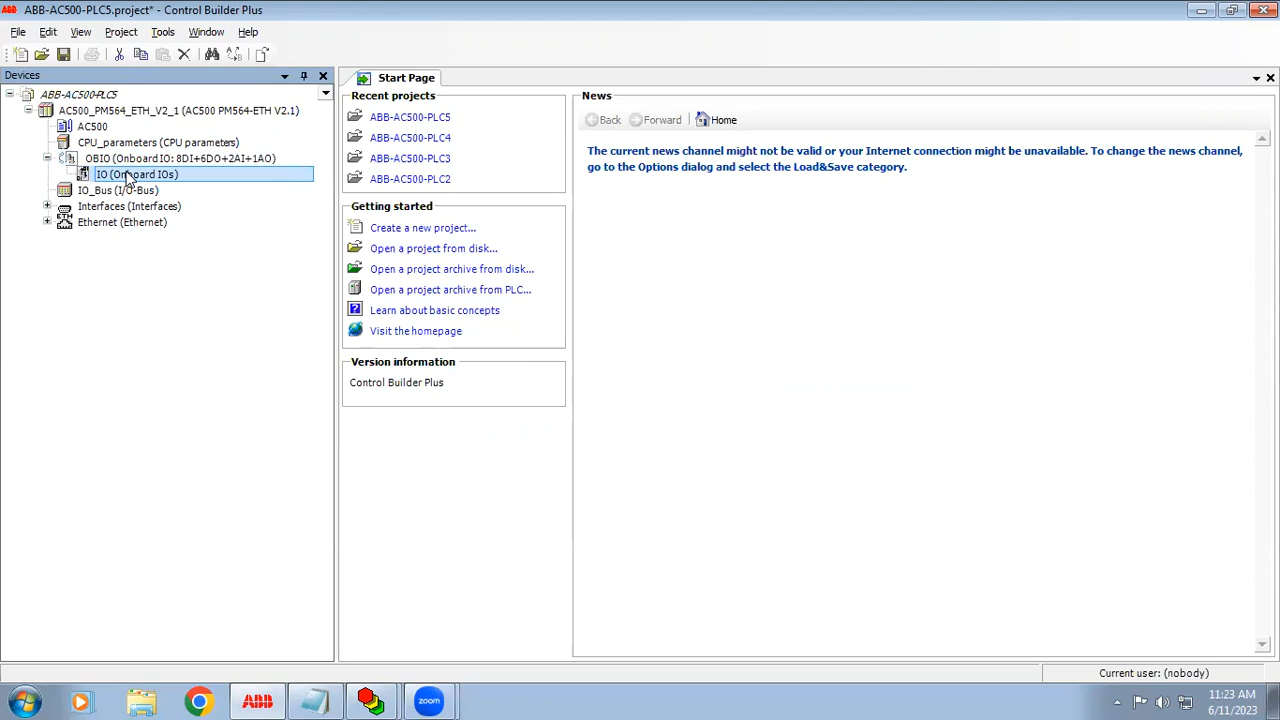 ABB ABB-AC500-PLC5.project* - Control Builder Plus
File Edit View Project Tools Window Help
Devices
ABB-AC500-PLC5
AC500_PM564_ETH_V2_1 (AC500 PM564-ETH V2.1)
AC500
CPU_parameters (CPU parameters)
OBIO (Onboard IO: 8DI+6DO+2AI+1AO)
IO (Onboard IOs)
IO_Bus (I/O-Bus)
Interfaces (Interfaces)
ETH Ethernet (Ethernet)
Start Page
Recent projects
ABB-AC500-PLC5
ABB-AC500-PLC4
ABB-AC500-PLC3
ABB-AC500-PLC2
Getting started
Create a new project...
Open a project from disk...
Open a project archive from disk...
Open a project archive from PLC...
Learn about basic concepts
Visit the homepage
Version information
Control Builder Plus
News
Back Forward Home
The current news channel might not be valid or your Internet connection might be unavailable. To change the news channel,
go to the Options dialog and select the Load&Save category.
Current user: (nobody)
ABB
zoom
11:23 AM
6/11/2023